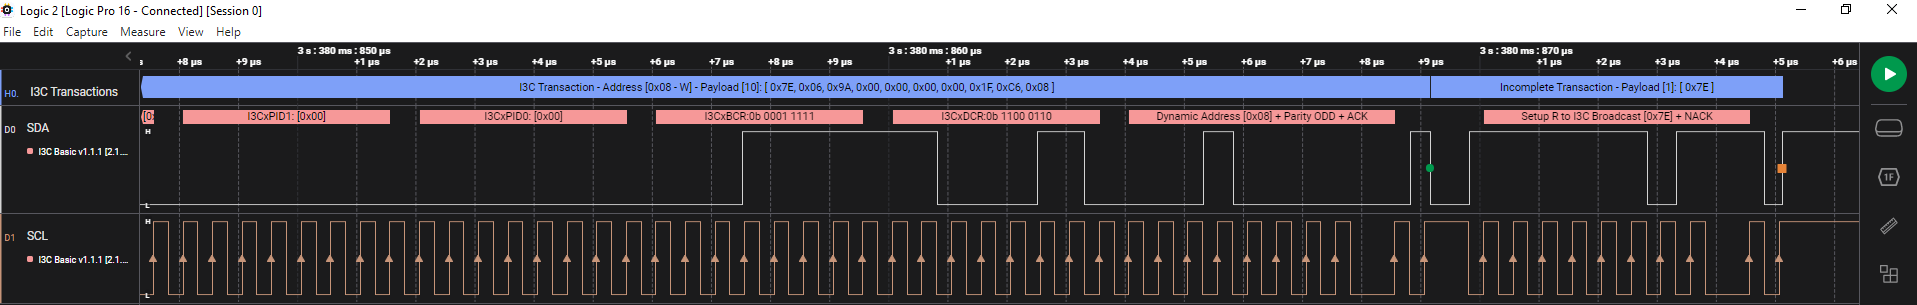 Logic 2 [Logic Pro 16 - Connected] [Session 0]
File Edit Capture Measure View Help
3 s : 380 ms : 850 µs 3 s : 380 ms : 860 µs 3 s : 380 ms : 870 µs
s +8 µs +9 µs +1 µs +2 µs +3 µs +4 µs +5 µs +6 µs +7 µs +8 µs +9 µs +1 µs +2 µs +3 µs +4 µs +5 µs +6 µs +7 µs +8 µs +9 µs +1 µs +2 µs +3 µs +4 µs +5 µs +6 µs
H0. I3C Transactions I3C Transaction - Address [0x08 - W] - Payload [10]: [ 0x7E, 0x06, 0x9A, 0x00, 0x00, 0x00, 0x00, 0x1F, 0xC6, 0x08 ] Incomplete Transaction - Payload [1]: [ 0x7E ]
[0: I3CxPID1: [0x00] I3CxPID0: [0x00] I3CxBCR:0b 0001 1111 I3CxDCR:0b 1100 0110 Dynamic Address [0x08] + Parity ODD + ACK Setup R to I3C Broadcast [0x7E] + NACK
D0 SDA H
I3C Basic v1.1.1 [2.1....
L
D1 SCL H
I3C Basic v1.1.1 [2.1....
L
1F